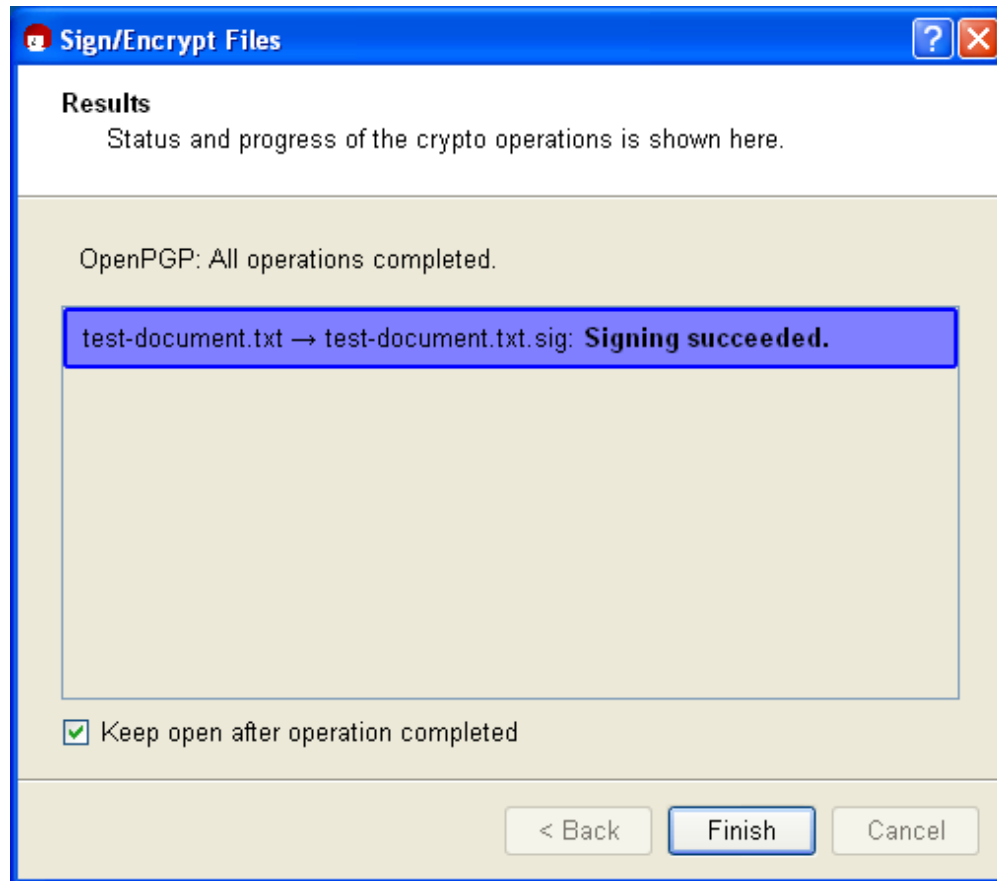 Sign/Encrypt Files
Results
Status and progress of the crypto operations is shown here.
OpenPGP: All operations completed.
test-document.txt → test-document.txt.sig: Signing succeeded.
Keep open after operation completed
< Back Finish Cancel